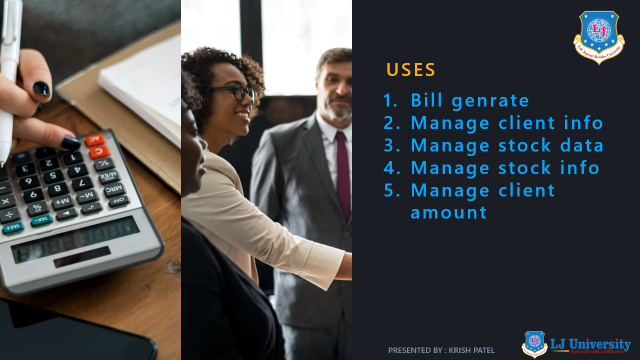 USES
1. Bill genrate
2. Manage client info
3. Manage stock data
4. Manage stock info
5. Manage client
amount
PRESENTED BY : KRISH PATEL
LJ University